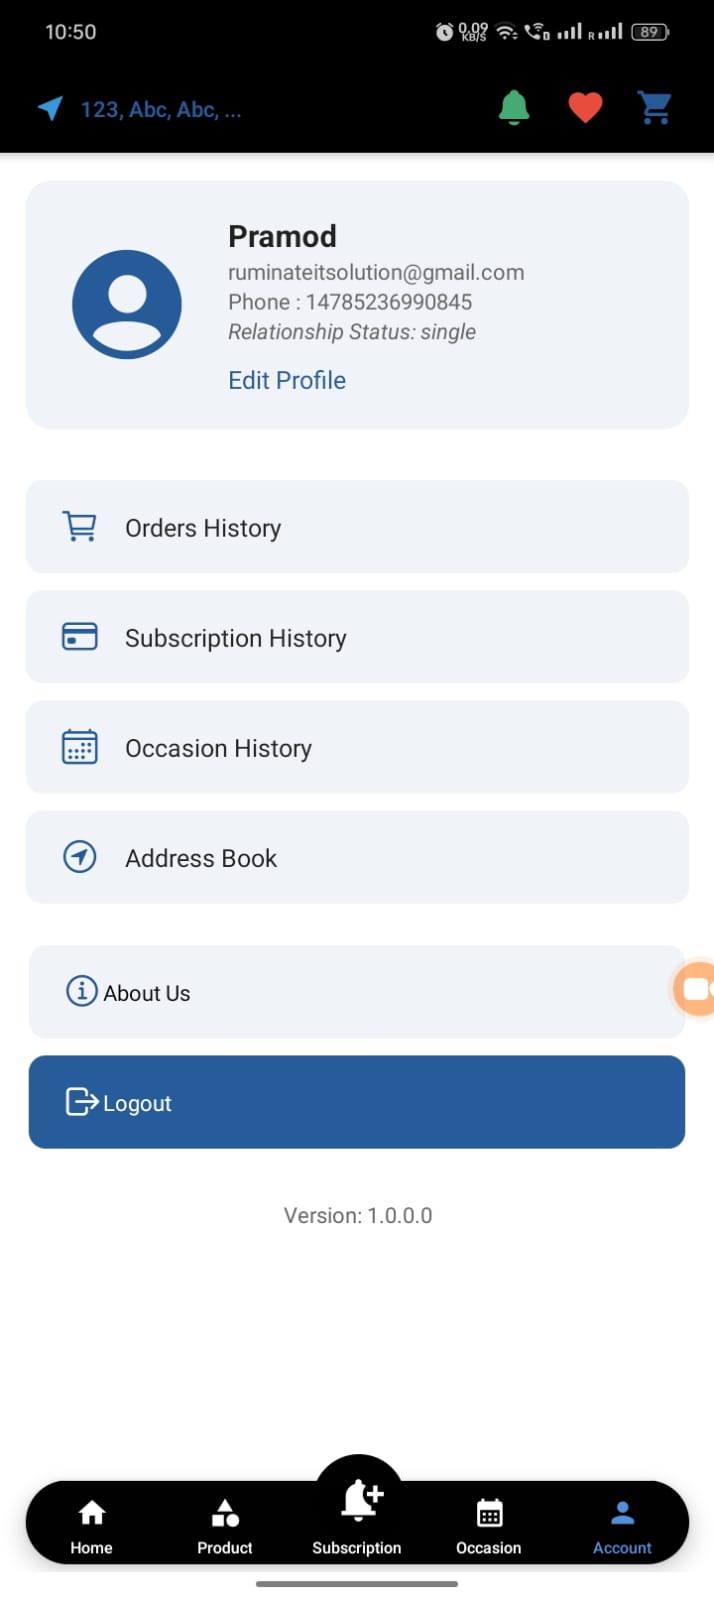 10:50
0.09
KB/S
R
89
123, Abc, Abc, ...
Pramod
ruminateitsolution@gmail.com
Phone : 14785236990845
Relationship Status: single
Edit Profile
Orders History
Subscription History
Occasion History
Address Book
About Us
Logout
Version: 1.0.0.0
Home
Product
Subscription
Occasion
Account